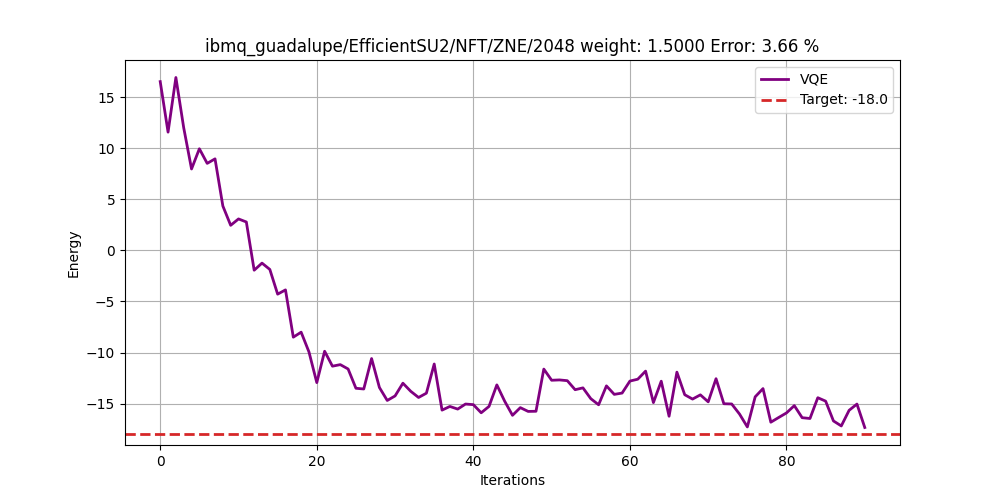 ibmq_guadalupe/EfficientSU2/NFT/ZNE/2048 weight: 1.5000 Error: 3.66 %
VQE
Target: -18.0
15
10
5
0
−5
−10
−15
Energy
0 20 40 60 80
Iterations